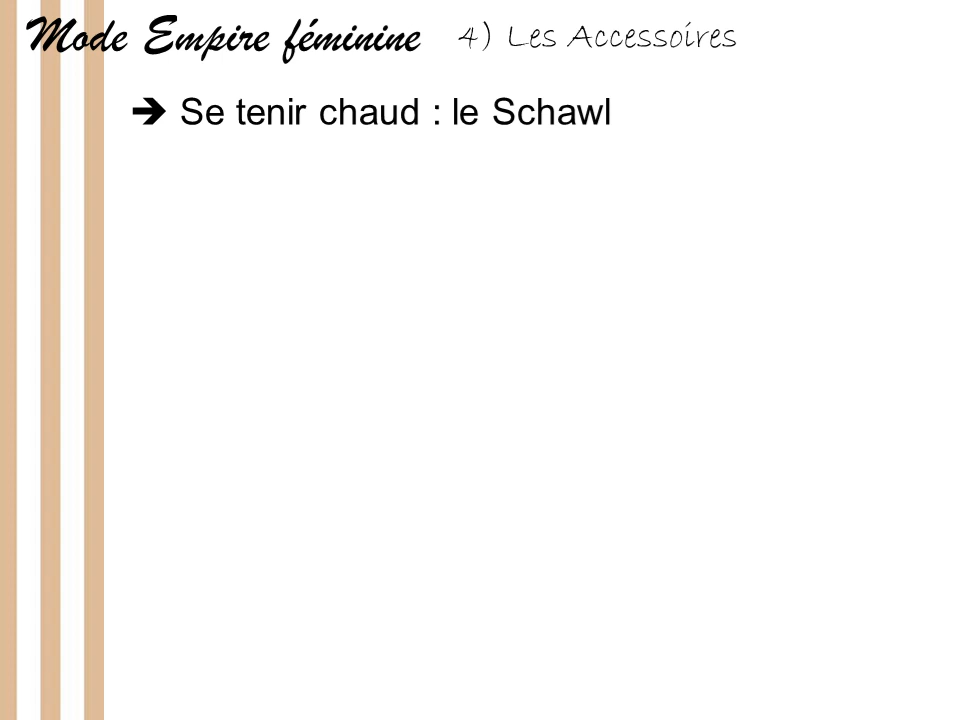 Mode Empire féminine 4) Les Accessoires
➔ Se tenir chaud : le Schawl